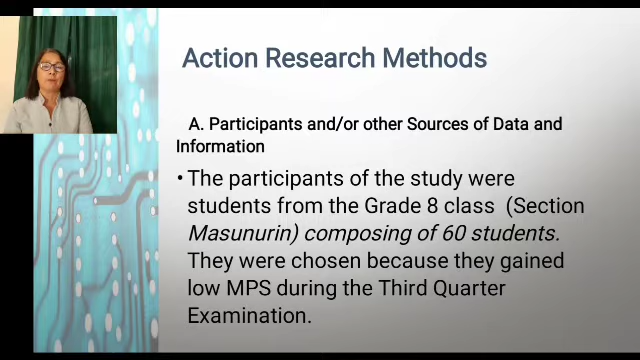 Action Research Methods
A. Participants and/or other Sources of Data and
Information
• The participants of the study were
students from the Grade 8 class (Section
Masunurin) composing of 60 students.
They were chosen because they gained
low MPS during the Third Quarter
Examination.